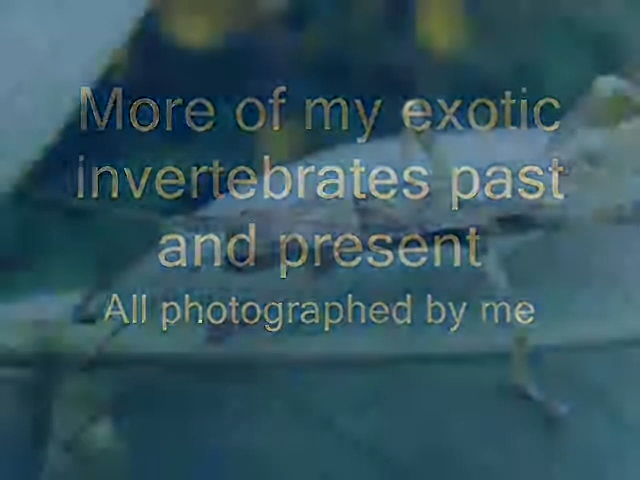 More of my exotic
invertebrates past
and present
All photographed by me